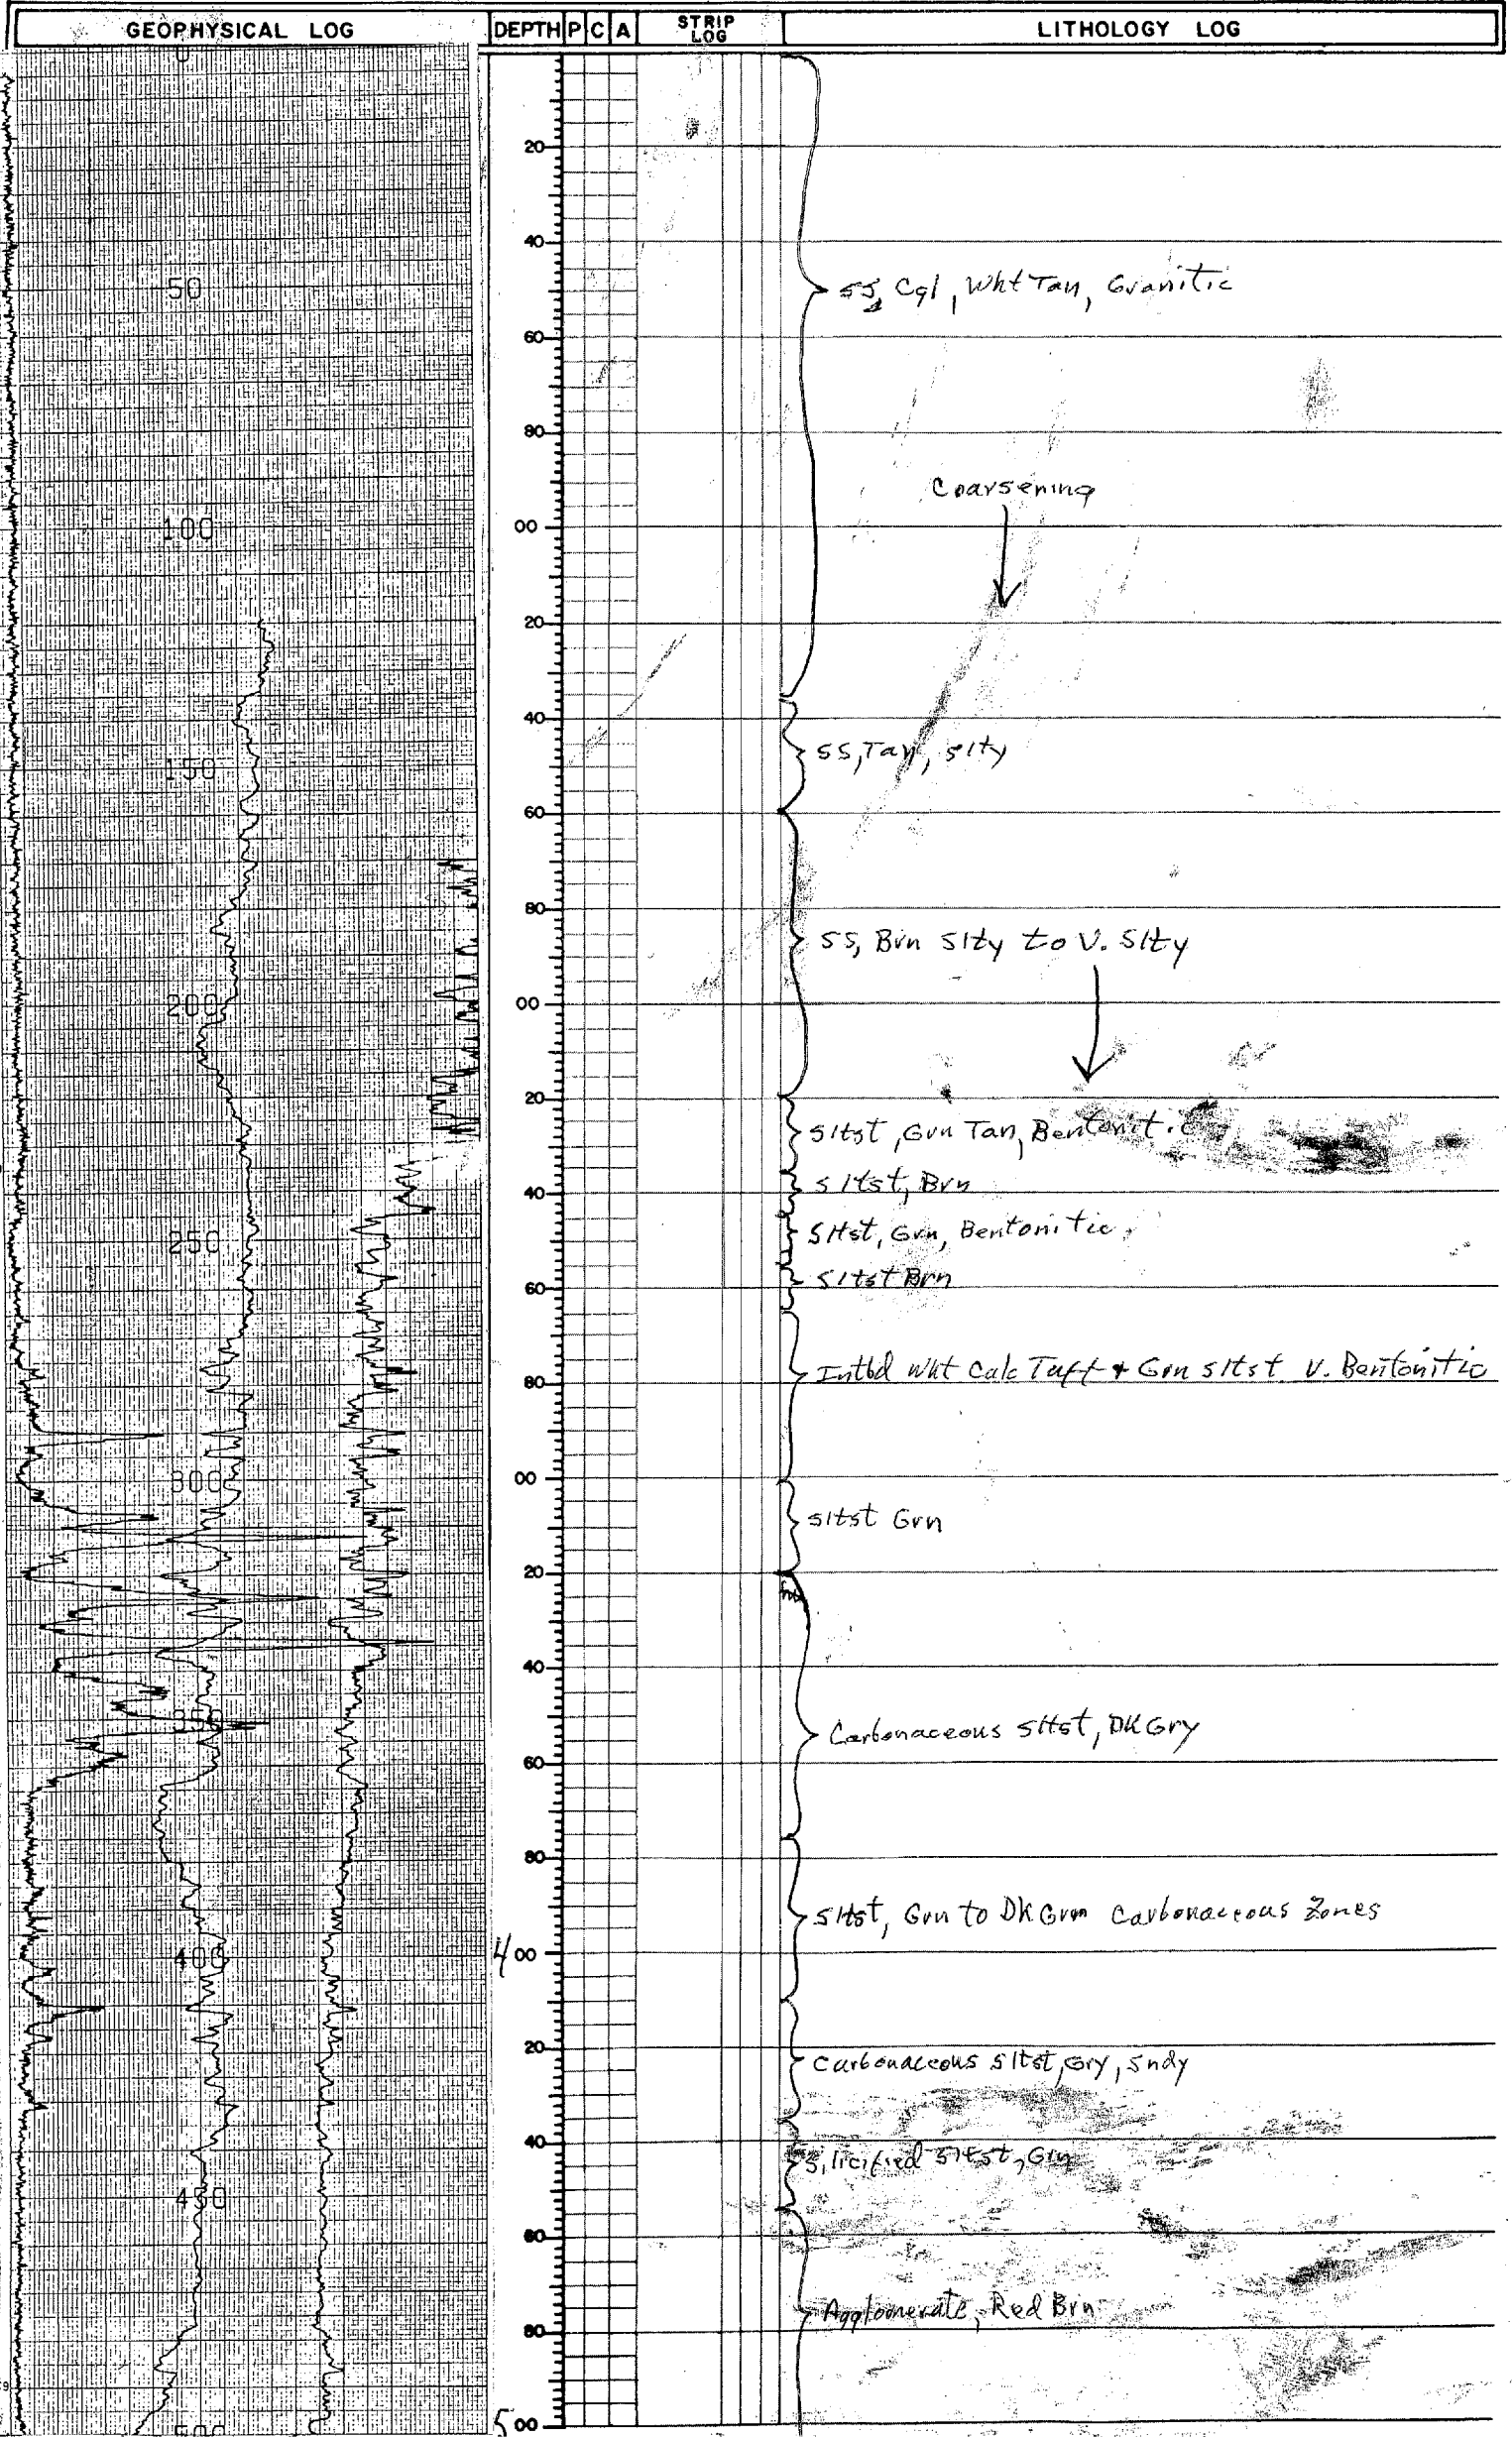 GEOPHYSICAL LOG DEPTH P C A STRIP LOG LITHOLOGY LOG
0
20
40
50
SS, Cgl, Wht Tan, Granitic
60
80
Coarsening
100
00
20
40
150
SS, Tan, Slty
60
80
SS, Brn Slty to V. Slty
200
00
20
Sltst, Grn Tan, Bentonitic
40
Sltst, Brn
250
Sltst, Grn, Bentonitic
Sltst Brn
60
Intbd Wht Calc Tuff + Grn Sltst V. Bentonitic
80
300
00
Sltst Grn
20
40
350
Carbonaceous Sltst, DK Gry
60
80
Sltst, Grn to DK Grn Carbonaceous Zones
400
4 00
20
Carbonaceous Sltst, Gry, Sndy
40
Silicified Sltst, Grn
450
60
Agglomerate, Red Brn
80
500
5 00